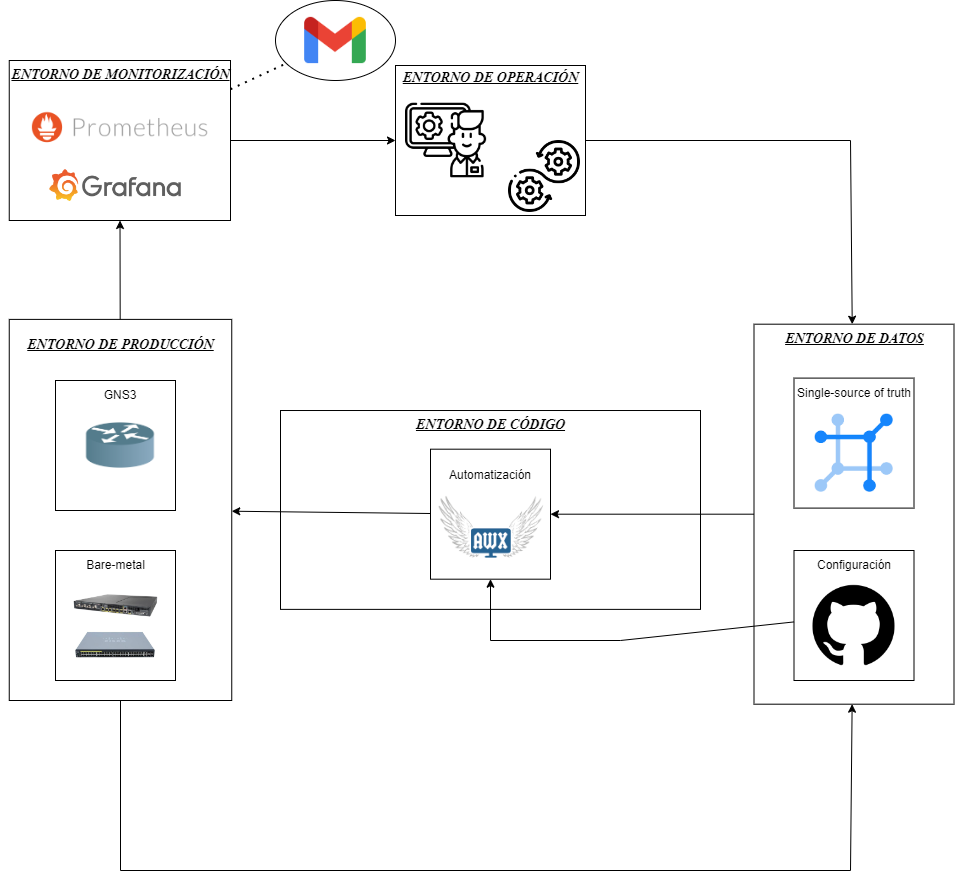 ENTORNO DE MONITORIZACIÓN
Prometheus
Grafana
ENTORNO DE OPERACIÓN
ENTORNO DE PRODUCCIÓN
GNS3
Bare-metal
ENTORNO DE CÓDIGO
Automatización
AWX
ENTORNO DE DATOS
Single-source of truth
Configuración